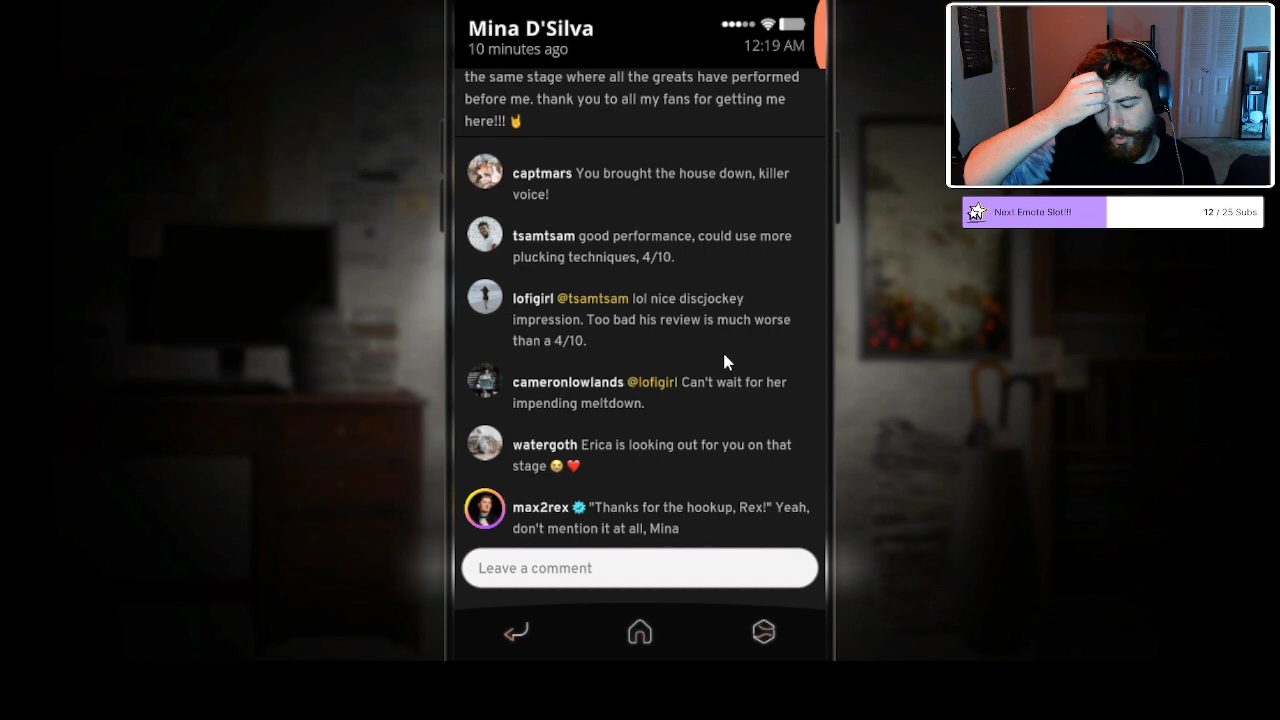 Mina D'Silva
10 minutes ago
12:19 AM
the same stage where all the greats have performed
before me. thank you to all my fans for getting me
here!!! 🤘
captmars You brought the house down, killer
voice!
tsamtsam good performance, could use more
plucking techniques, 4/10.
lofigirl @tsamtsam lol nice discjockey
impression. Too bad his review is much worse
than a 4/10.
cameronlowlands @lofigirl Can't wait for her
impending meltdown.
watergoth Erica is looking out for you on that
stage 😢❤️
max2rex "Thanks for the hookup, Rex!" Yeah,
don't mention it at all, Mina
Leave a comment
Next Emote Slot!!!
12 / 25 Subs